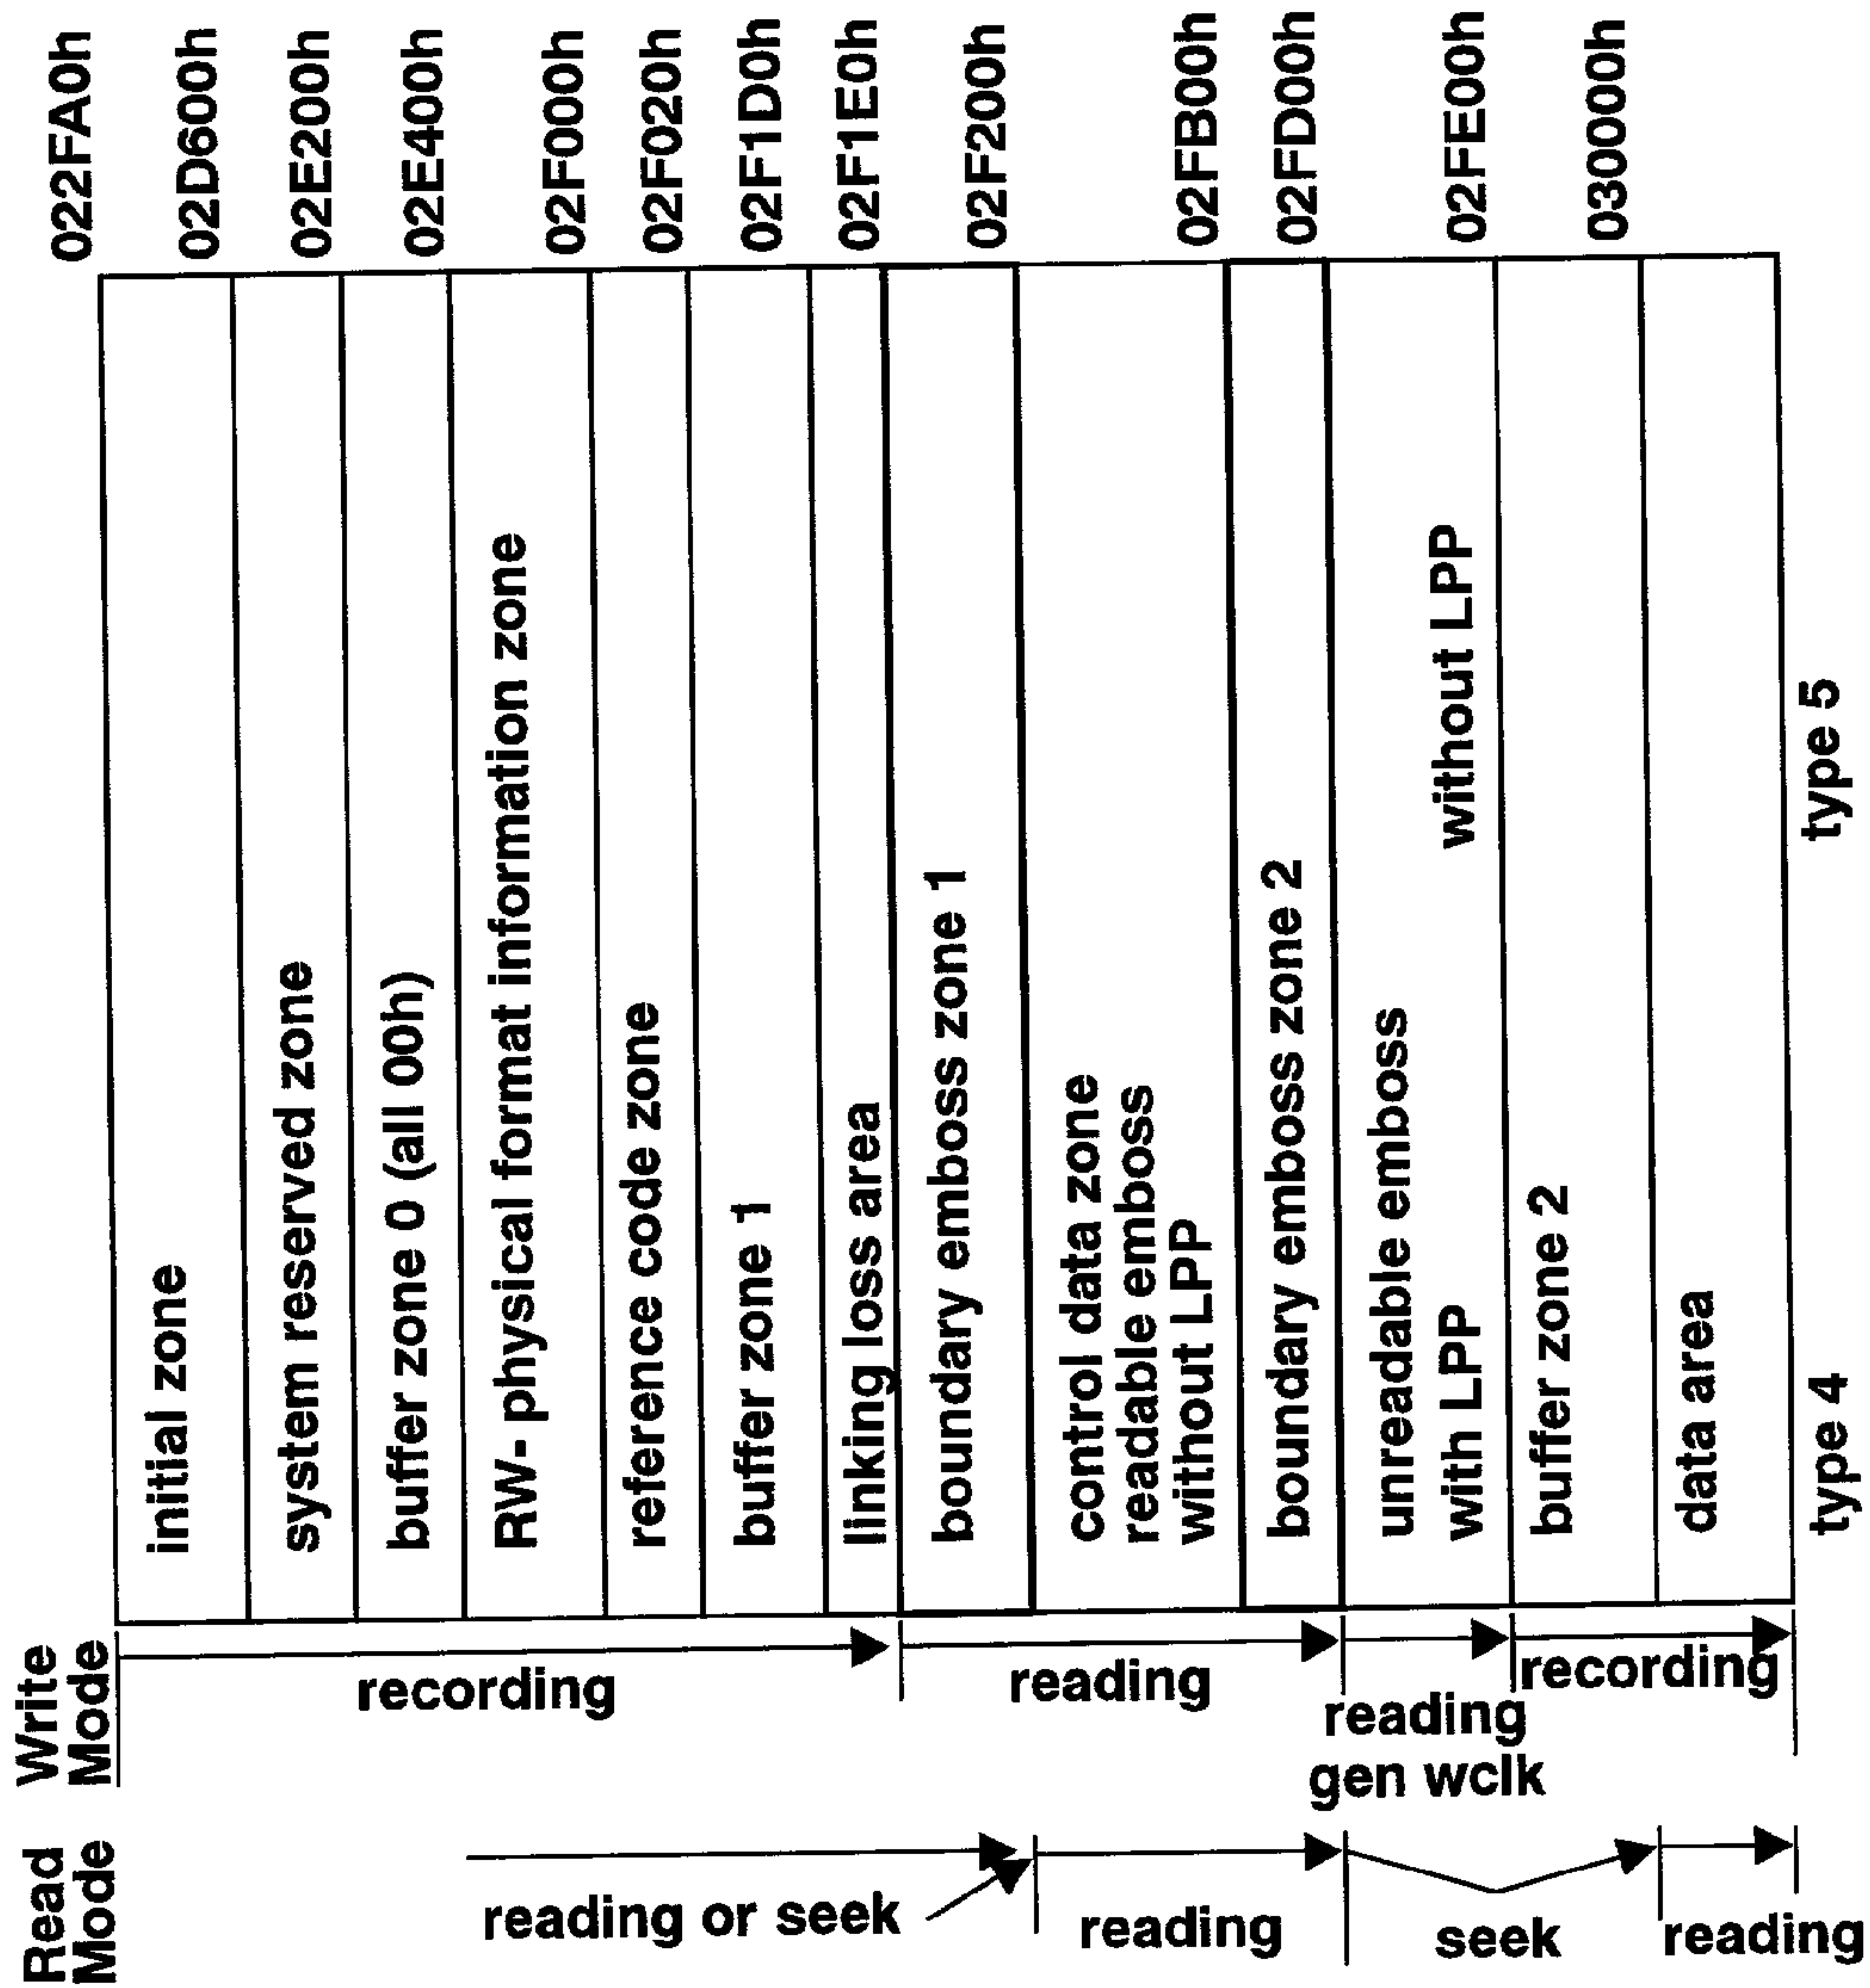 022FA0h
02D600h
02E200h
02E400h
02F000h
02F020h
02F1D0h
02F1E0h
02F200h
02FB00h
02FD00h
02FE00h
030000h
initial zone
system reserved zone
buffer zone 0 (all 00h)
RW- physical format information zone
reference code zone
buffer zone 1
linking loss area
boundary emboss zone 1
control data zone
readable emboss
without LPP
boundary emboss zone 2
unreadable emboss
with LPP without LPP
buffer zone 2
data area
type 4 type 5
Write
Mode
recording
reading
reading
gen wclk
recording
Read
Mode
reading or seek
reading
seek
reading